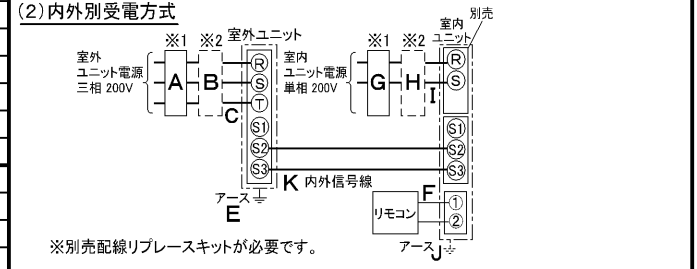 (2)内外別受電方式
※1 ※2 室外ユニット
室外
ユニット電源
三相 200V
A B
R
S
T
C
S1
S2
S3
アース
E
K 内外信号線
別売
※1 ※2 室内
ユニット
室内
ユニット電源
単相 200V
G H
R
S
I
S1
S2
S3
F
リモコン
①
②
アース J
※別売配線リプレースキットが必要です。